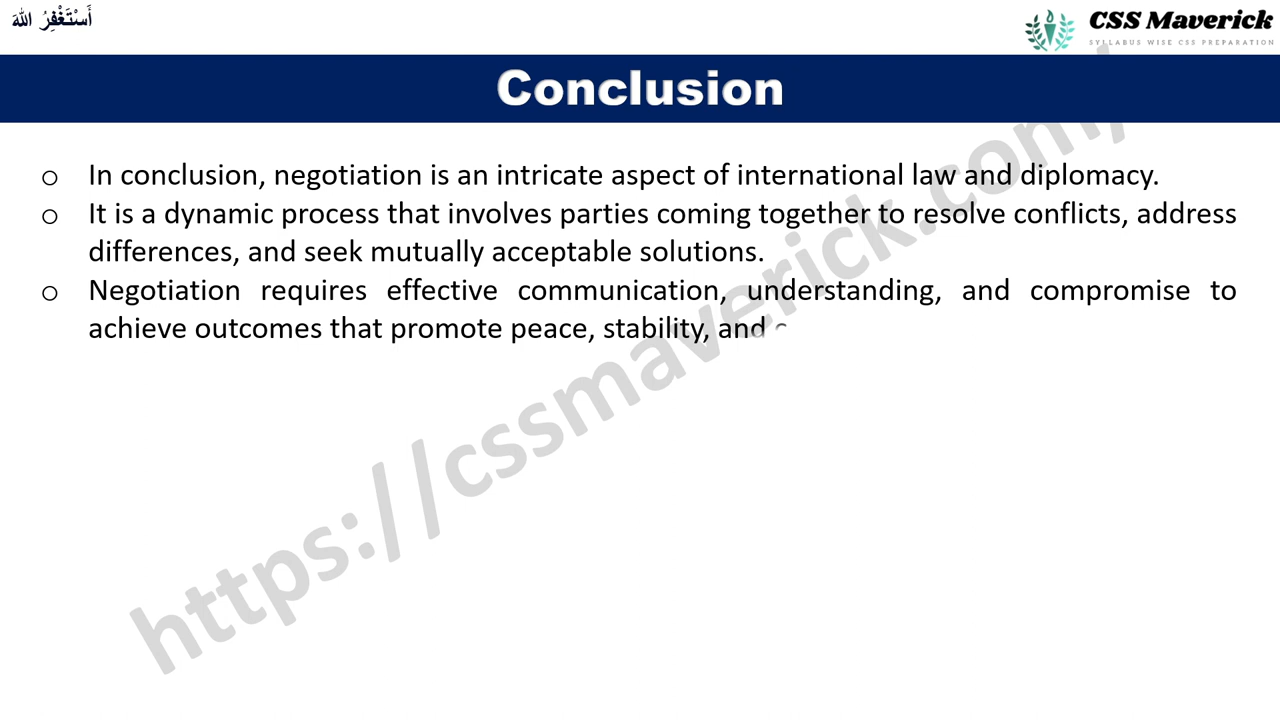 أَسْتَغْفِرُ اللهَ
CSS Maverick
SYLLABUS WISE CSS PREPARATION
Conclusion
o In conclusion, negotiation is an intricate aspect of international law and diplomacy.
o It is a dynamic process that involves parties coming together to resolve conflicts, address
differences, and seek mutually acceptable solutions.
o Negotiation requires effective communication, understanding, and compromise to
achieve outcomes that promote peace, stability, and
https://cssmaverick.com/